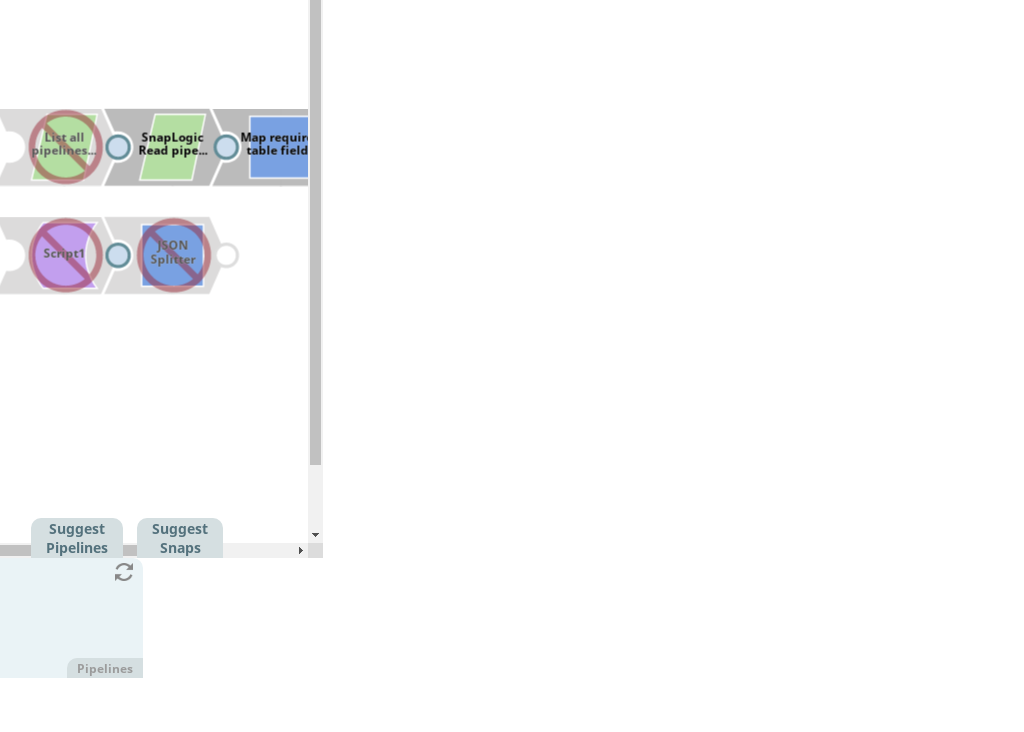 List all
pipelines...
SnapLogic
Read pipe...
Map requir
table field
Script1
JSON
Splitter
Suggest
Pipelines
Suggest
Snaps
Pipelines